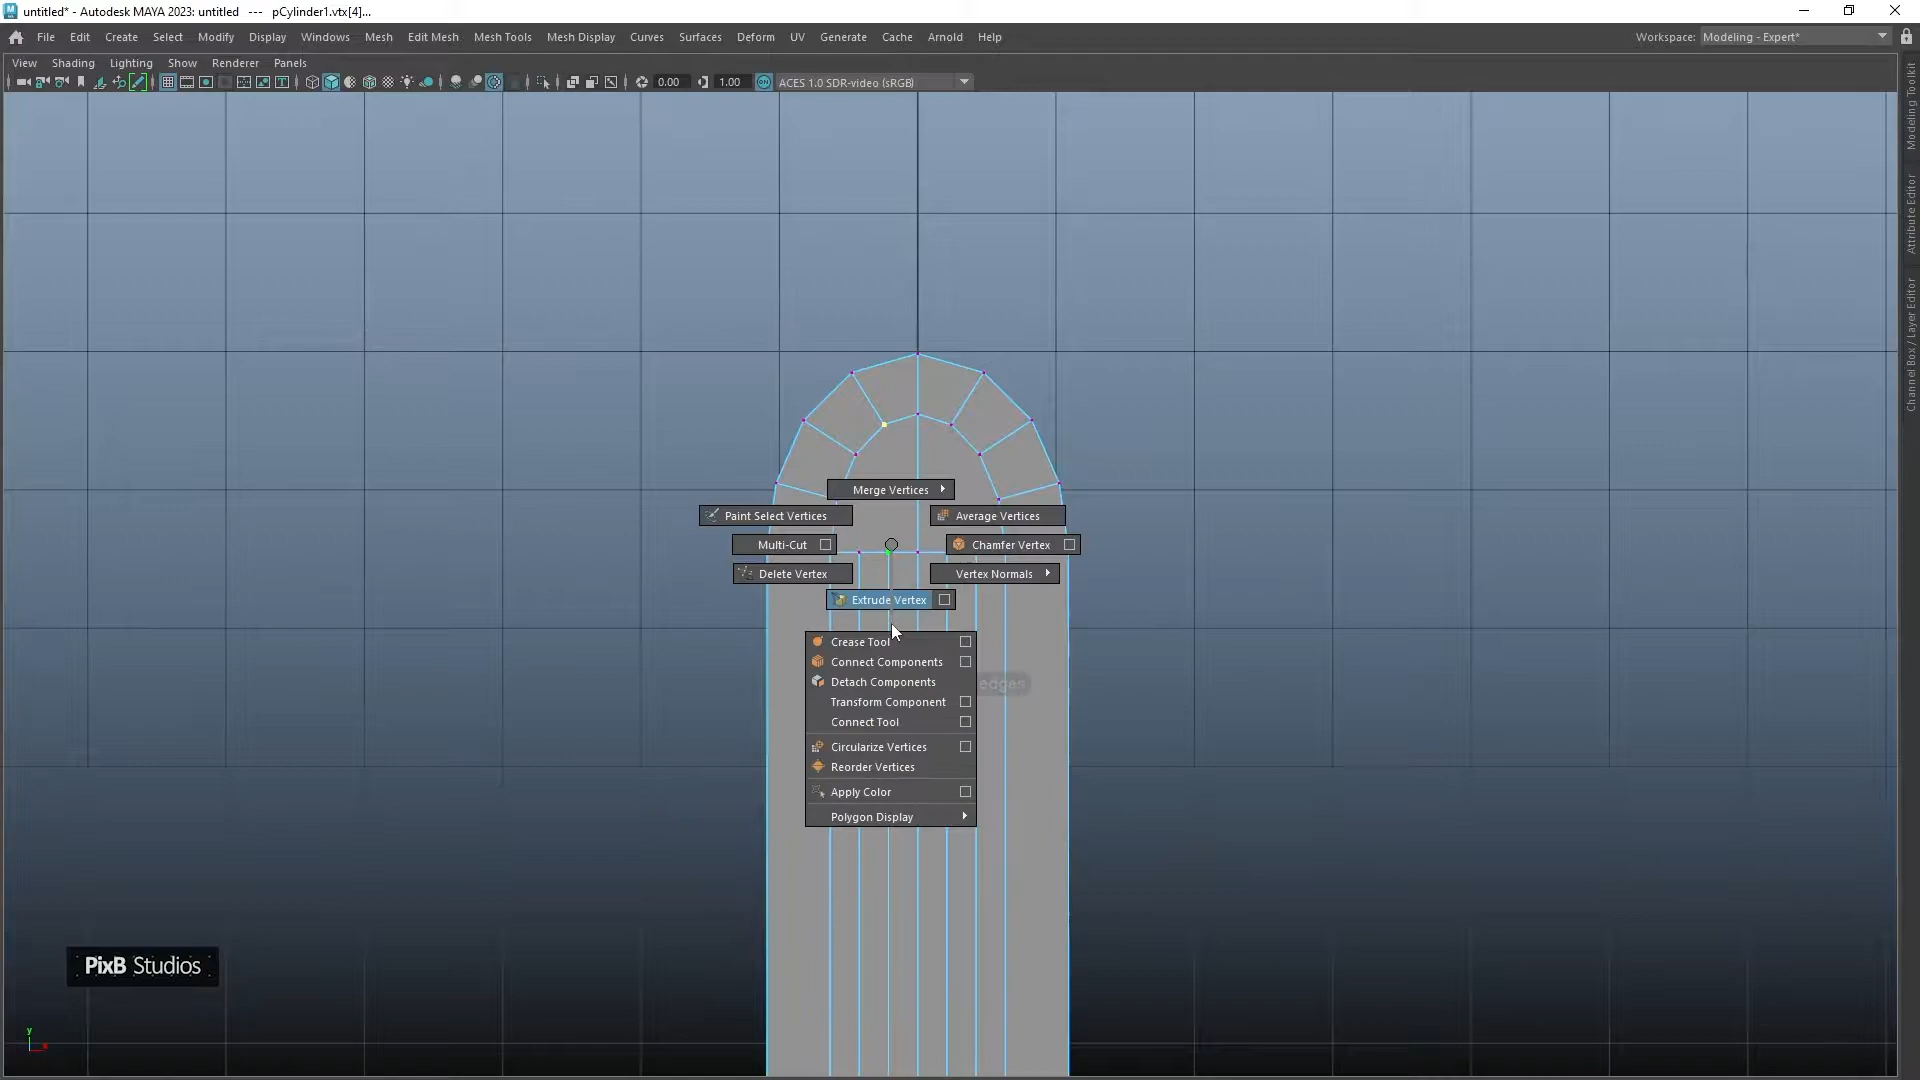 untitled* - Autodesk MAYA 2023: untitled --- pCylinder1.vtx[4]...
File Edit Create Select Modify Display Windows Mesh Edit Mesh Mesh Tools Mesh Display Curves Surfaces Deform UV Generate Cache Arnold Help
Workspace: Modeling - Expert*
View Shading Lighting Show Renderer Panels
0.00 1.00 ON ACES 1.0 SDR-video (sRGB)
Modeling Toolkit
Attribute Editor
Channel Box / Layer Editor
Merge Vertices
Paint Select Vertices Average Vertices
Multi-Cut Chamfer Vertex
Delete Vertex Vertex Normals
Extrude Vertex
Crease Tool
Connect Components
Detach Components
edges
Transform Component
Connect Tool
Circularize Vertices
Reorder Vertices
Apply Color
Polygon Display
PixB Studios
y
x